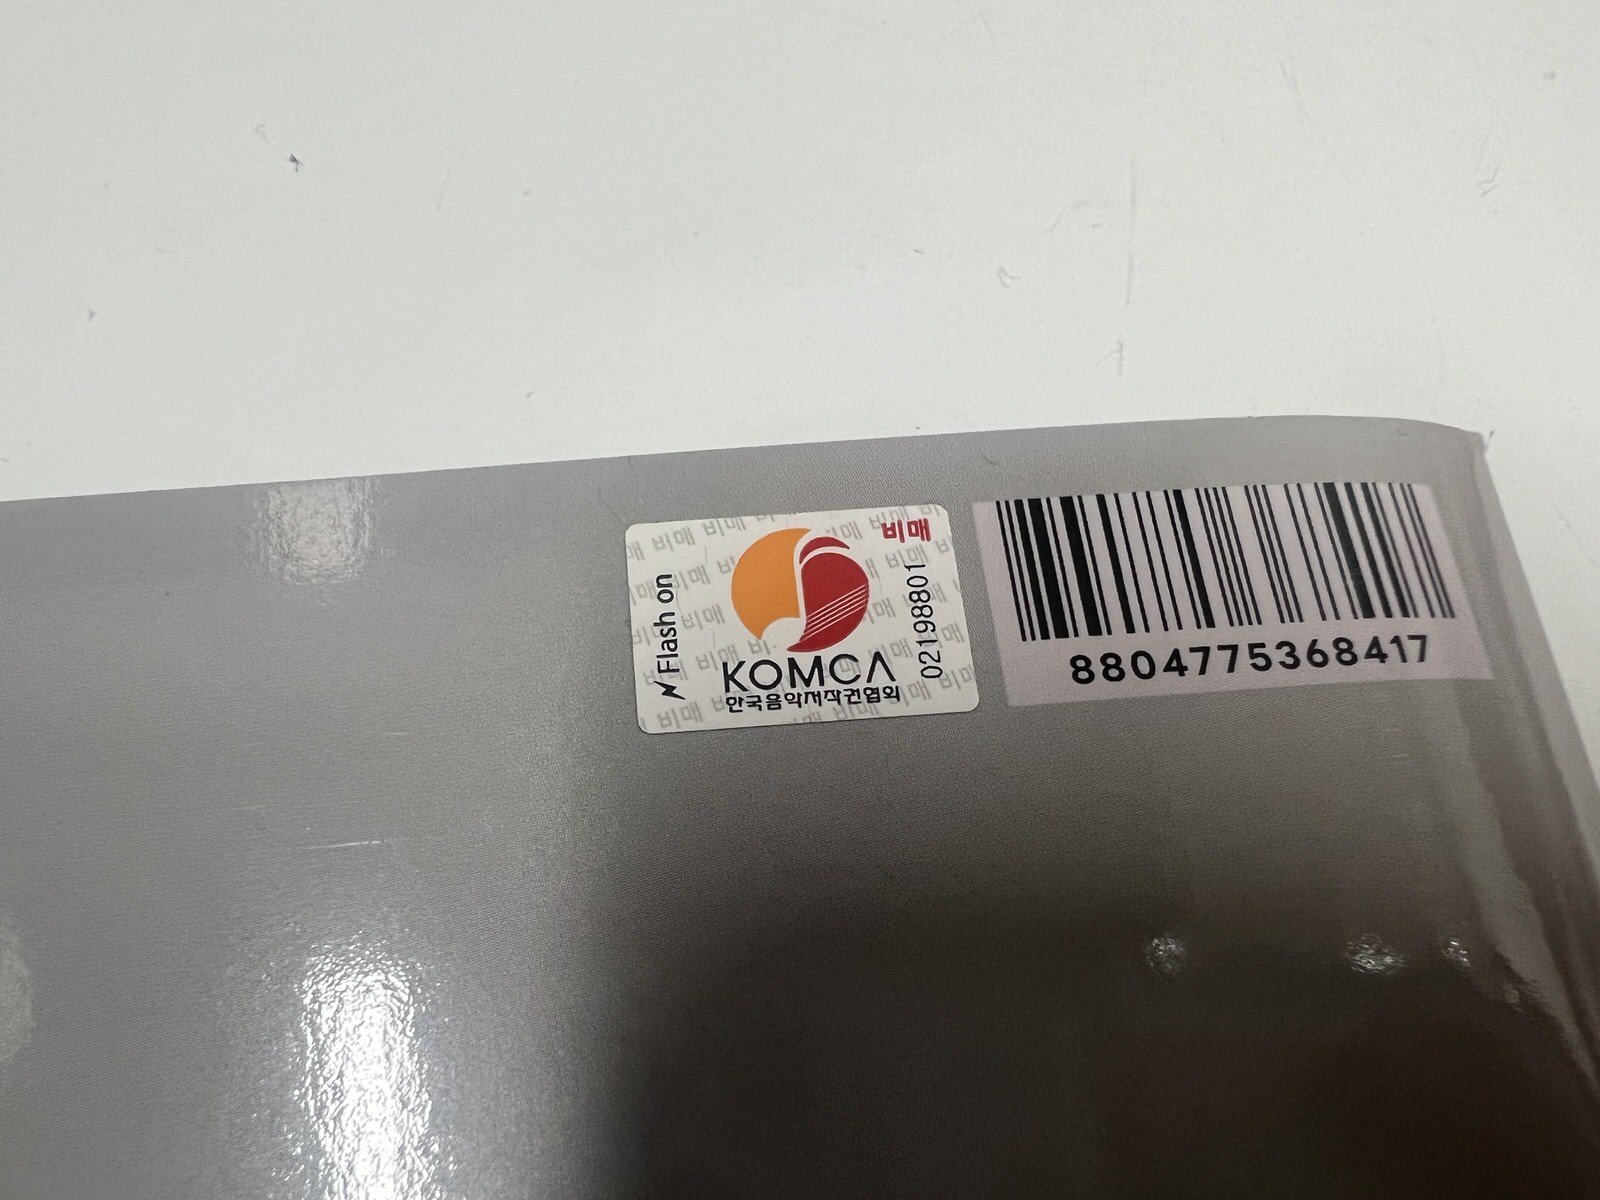 비매
Flash on
02198801
KOMCA
한국음악저작권협회
8804775368417